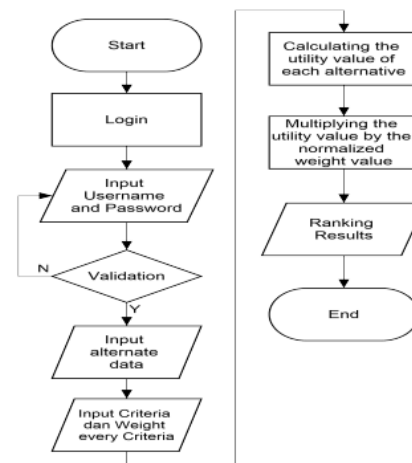 Start
Login
Input
Username
and Password
N
Validation
Y
Input
alternate
data
Input Criteria
dan Weight
every Criteria
Calculating the
utility value of
each alternative
Multiplying the
utility value by the
normalized
weight value
Ranking
Results
End